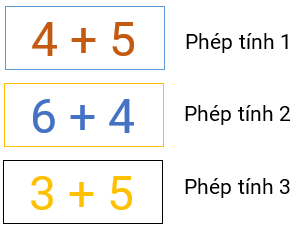 4 + 5 Phép tính 1
6 + 4 Phép tính 2
3 + 5 Phép tính 3